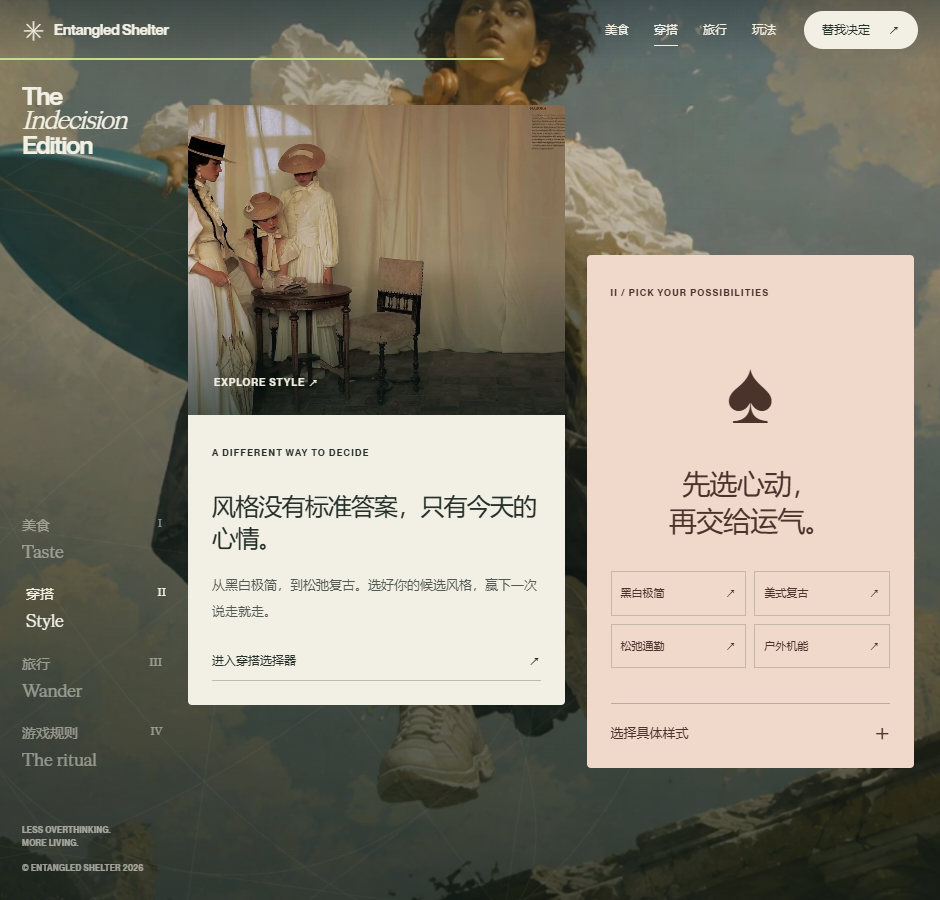 Entangled Shelter
美食 穿搭 旅行 玩法 替我决定 ↗
The
Indecision
Edition
EXPLORE STYLE ↗
A DIFFERENT WAY TO DECIDE
风格没有标准答案，只有今天的
心情。
从黑白极简，到松弛复古。选好你的候选风格，赢下一次
说走就走。
进入穿搭选择器 ↗
II / PICK YOUR POSSIBILITIES
先选心动，
再交给运气。
黑白极简 ↗
美式复古 ↗
松弛通勤 ↗
户外机能 ↗
选择具体样式 +
美食 I
Taste
穿搭 II
Style
旅行 III
Wander
游戏规则 IV
The ritual
LESS OVERTHINKING.
MORE LIVING.
© ENTANGLED SHELTER 2026